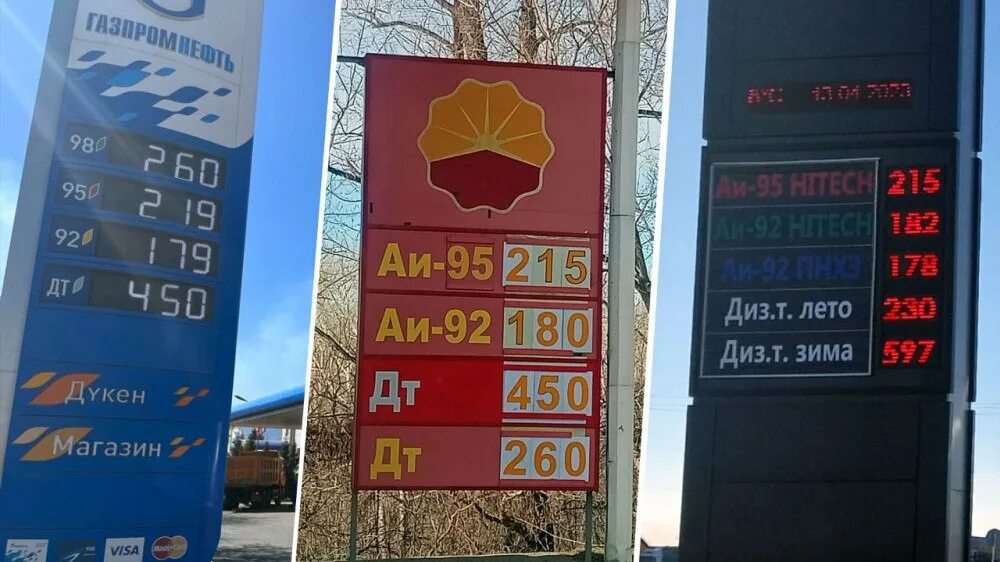 ГАЗПРОМНЕФТЬ
98 260
95 219
92 179
ДТ 450
Дүкен
Магазин
VISA
MasterCard
Аи-95 215
Аи-92 180
Дт 450
Дт 260
Аи-95 HITECH 215
Аи-92 HITECH 182
Аи-92 ПНХЗ 178
Диз.т. лето 230
Диз.т. зима 597